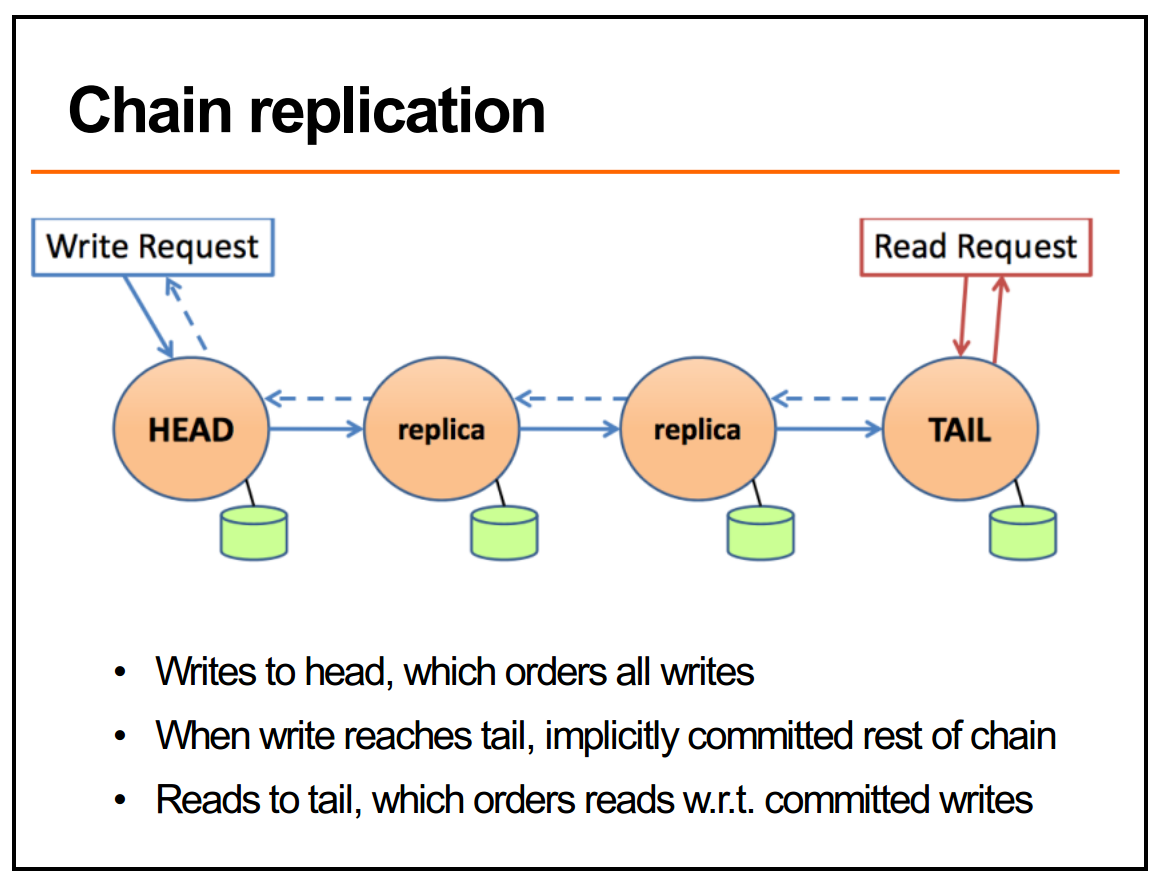 Chain replication
Write Request
Read Request
HEAD
replica
replica
TAIL
• Writes to head, which orders all writes
• When write reaches tail, implicitly committed rest of chain
• Reads to tail, which orders reads w.r.t. committed writes